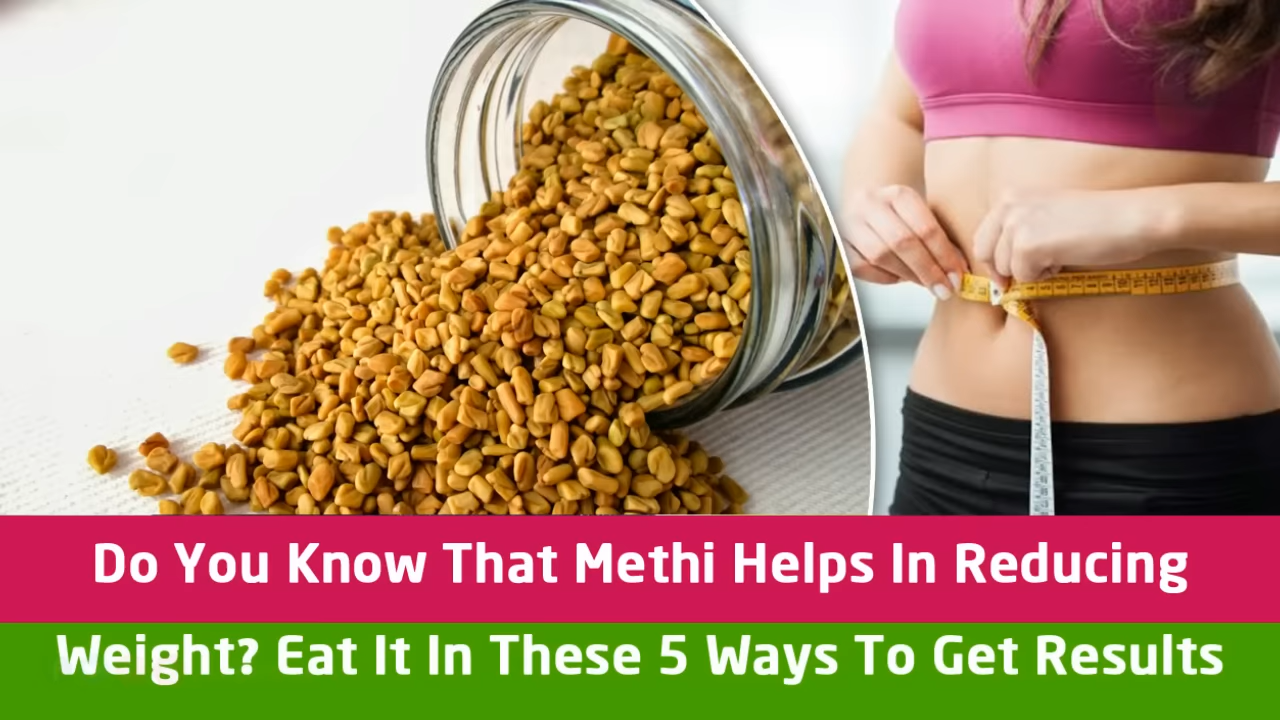 Do You Know That Methi Helps In Reducing
Weight? Eat It In These 5 Ways To Get Results